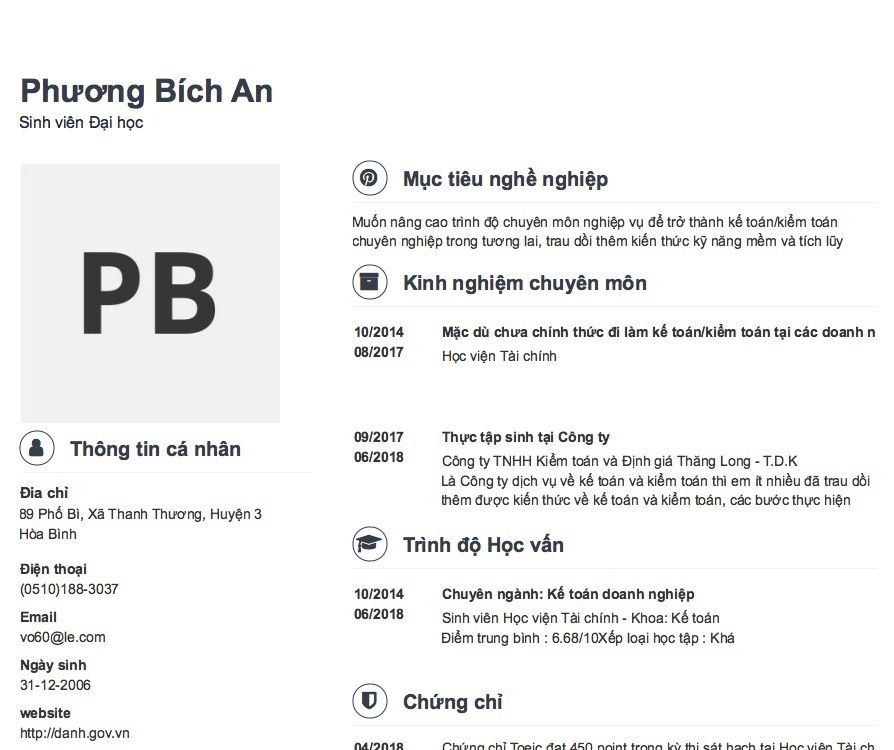 Phương Bích An
Sinh viên Đại học
PB
Thông tin cá nhân
Đia chỉ
89 Phố Bì, Xã Thanh Thương, Huyện 3
Hòa Bình
Điện thoại
(0510)188-3037
Email
vo60@le.com
Ngày sinh
31-12-2006
website
http://danh.gov.vn
Mục tiêu nghề nghiệp
Muốn nâng cao trình độ chuyên môn nghiệp vụ để trở thành kế toán/kiểm toán
chuyên nghiệp trong tương lai, trau dồi thêm kiến thức kỹ năng mềm và tích lũy
Kinh nghiệm chuyên môn
10/2014 Mặc dù chưa chính thức đi làm kế toán/kiểm toán tại các doanh n
08/2017 Học viện Tài chính
09/2017 Thực tập sinh tại Công ty
06/2018 Công ty TNHH Kiểm toán và Định giá Thăng Long - T.D.K
Là Công ty dịch vụ về kế toán và kiểm toán thì em ít nhiều đã trau dồi
thêm được kiến thức về kế toán và kiểm toán, các bước thực hiện
Trình độ Học vấn
10/2014 Chuyên ngành: Kế toán doanh nghiệp
06/2018 Sinh viên Học viện Tài chính - Khoa: Kế toán
Điểm trung bình : 6.68/10Xếp loại học tập : Khá
Chứng chỉ
04/2018 Chứng chỉ Toeic đạt 450 point trong kỳ thi sát hạch tại Học viện Tài ch